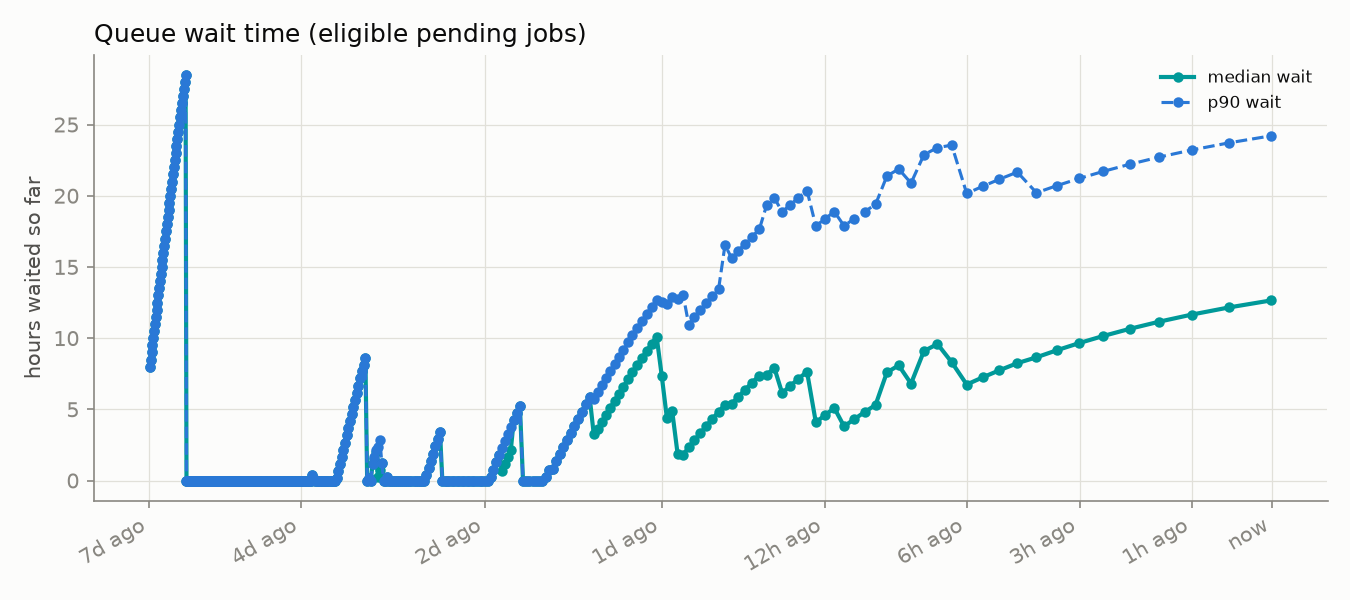 Queue wait time (eligible pending jobs)
median wait
p90 wait
hours waited so far
25
20
15
10
5
0
7d ago
4d ago
2d ago
1d ago
12h ago
6h ago
3h ago
1h ago
now